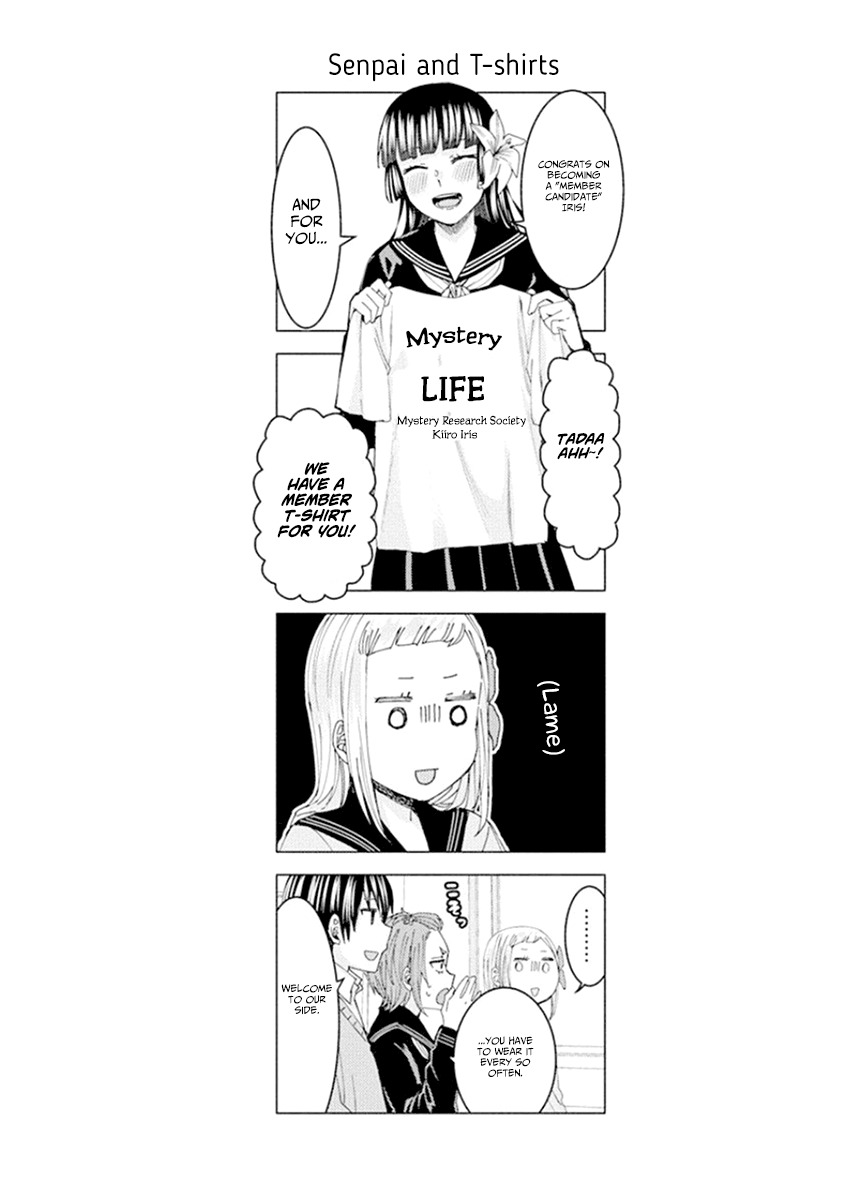 Senpai and T-shirts
CONGRATS ON
BECOMING
A "MEMBER
CANDIDATE"
IRIS!
AND
FOR
YOU...
Mystery
LIFE
Mystery Research Society
Kiiro Iris
TADAA
AHH~!
WE
HAVE A
MEMBER
T-SHIRT
FOR YOU!
(Lame)
.........
...YOU HAVE
TO WEAR IT
EVERY SO
OFTEN.
WELCOME
TO OUR
SIDE.